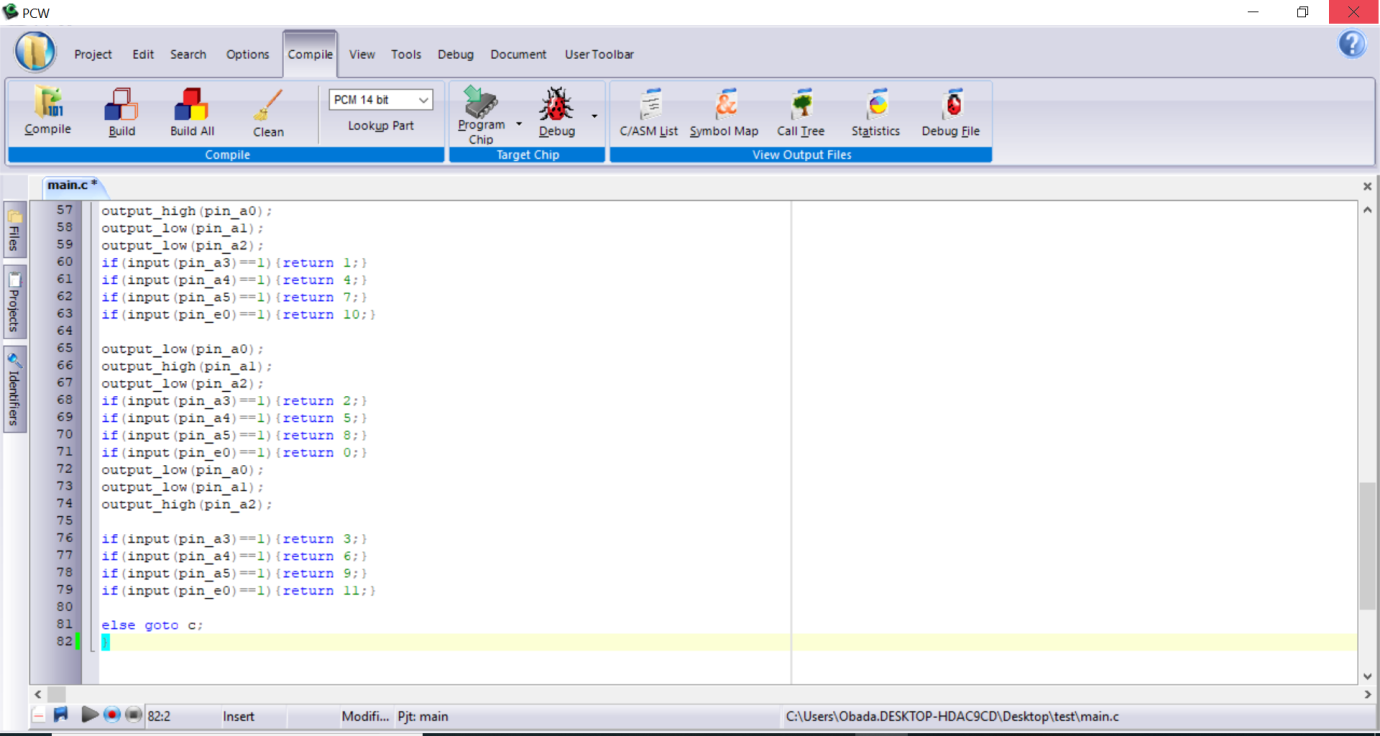 PCW
Project Edit Search Options Compile View Tools Debug Document User Toolbar
Compile Build Build All Clean
PCM 14 bit
Lookup Part
Compile
Program Chip Debug
Target Chip
C/ASM List Symbol Map Call Tree Statistics Debug File
View Output Files
main.c *
Files
Projects
Identifiers
57 output_high(pin_a0);
58 output_low(pin_a1);
59 output_low(pin_a2);
60 if(input(pin_a3)==1){return 1;}
61 if(input(pin_a4)==1){return 4;}
62 if(input(pin_a5)==1){return 7;}
63 if(input(pin_e0)==1){return 10;}
64
65 output_low(pin_a0);
66 output_high(pin_a1);
67 output_low(pin_a2);
68 if(input(pin_a3)==1){return 2;}
69 if(input(pin_a4)==1){return 5;}
70 if(input(pin_a5)==1){return 8;}
71 if(input(pin_e0)==1){return 0;}
72 output_low(pin_a0);
73 output_low(pin_a1);
74 output_high(pin_a2);
75
76 if(input(pin_a3)==1){return 3;}
77 if(input(pin_a4)==1){return 6;}
78 if(input(pin_a5)==1){return 9;}
79 if(input(pin_e0)==1){return 11;}
80
81 else goto c;
82 }
82:2 Insert Modifi... Pjt: main C:\Users\Obada.DESKTOP-HDAC9CD\Desktop\test\main.c